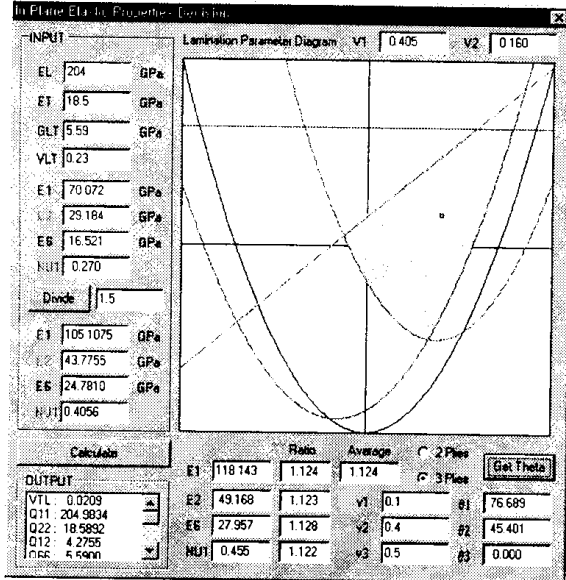 In Plane Elastic Properties Decision
INPUT
EL 204 GPa
ET 18.5 GPa
GLT 5.59 GPa
VLT 0.23
E1 70.072 GPa
E2 29.184 GPa
E6 16.521 GPa
NU1 0.270
Divide 1.5
E1 105.1075 GPa
E2 43.7755 GPa
E6 24.7810 GPa
NU1 0.4056
Calculate
OUTPUT
VTL : 0.0209
Q11 : 204.9834
Q22 : 18.5892
Q12 : 4.2755
Q66 : 5.5900
Lamination Parameter Diagram V1 0.405 V2 0.160
Ratio Average 2 Plies
3 Plies
Get Theta
E1 118.143 1.124 1.124
E2 49.168 1.123 v1 0.1 θ1 76.689
E6 27.957 1.128 v2 0.4 θ2 45.401
NU1 0.455 1.122 v3 0.5 θ3 0.000